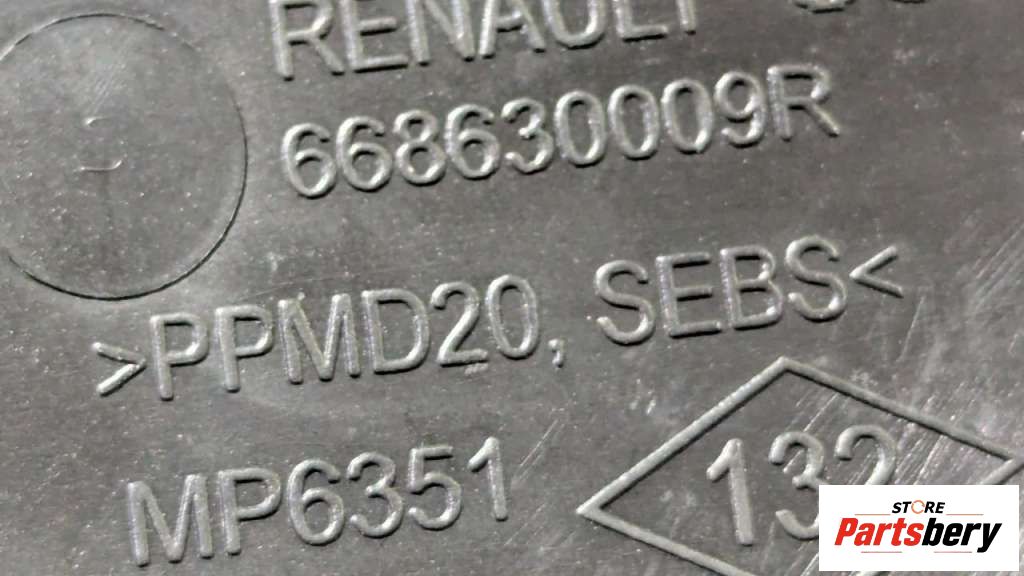 RENAULT
668630009R
>PPMD20, SEBS<
MP6351
132
STORE
Partsbery